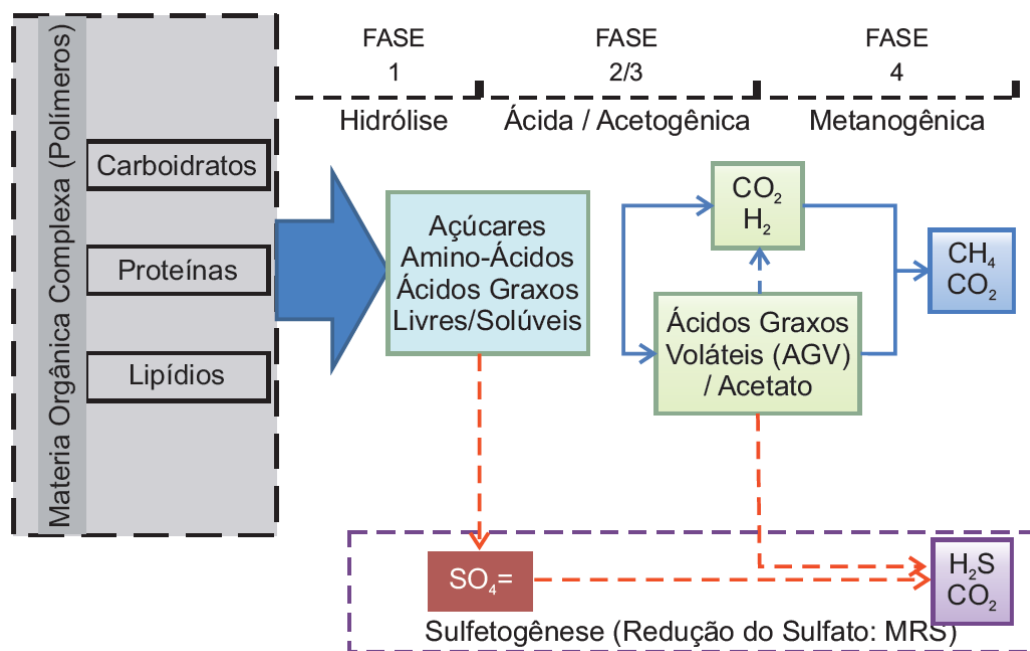 Materia Orgânica Complexa (Polímeros)
Carboidratos
Proteínas
Lipídios
FASE
1
Hidrólise
FASE
2/3
Ácida / Acetogênica
FASE
4
Metanogênica
Açúcares
Amino-Ácidos
Ácidos Graxos
Livres/Solúveis
CO₂
H₂
Ácidos Graxos
Voláteis (AGV)
/ Acetato
CH₄
CO₂
SO₄=
H₂S
CO₂
Sulfetogênese (Redução do Sulfato: MRS)